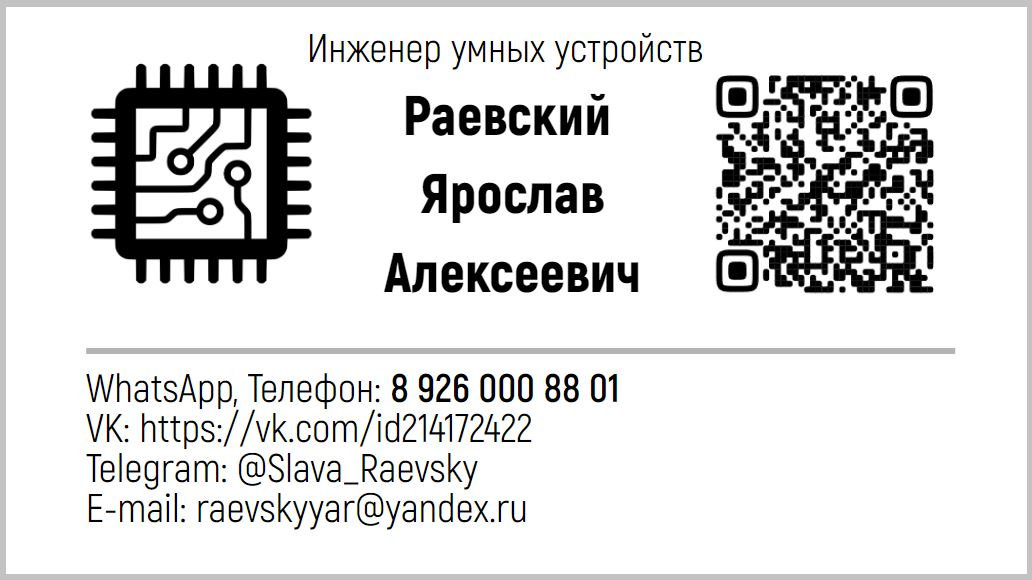 Инженер умных устройств
Раевский
Ярослав
Алексеевич
WhatsApp, Телефон: 8 926 000 88 01
VK: https://vk.com/id214172422
Telegram: @Slava_Raevsky
E-mail: raevskyyar@yandex.ru